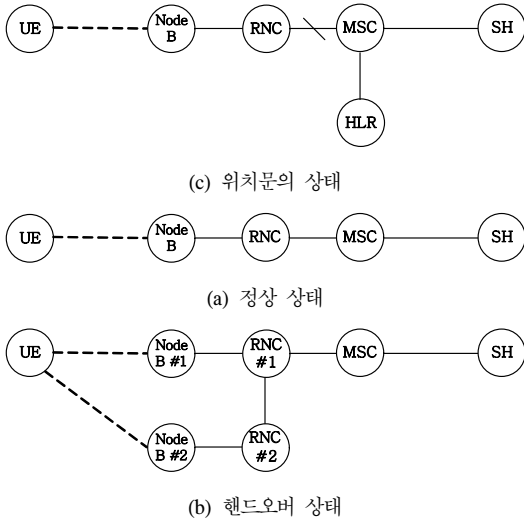 UE
Node
B
RNC
MSC
SH
HLR
(c) 위치문의 상태
UE
Node
B
RNC
MSC
SH
(a) 정상 상태
UE
Node
B #1
RNC
#1
MSC
SH
Node
B #2
RNC
#2
(b) 핸드오버 상태